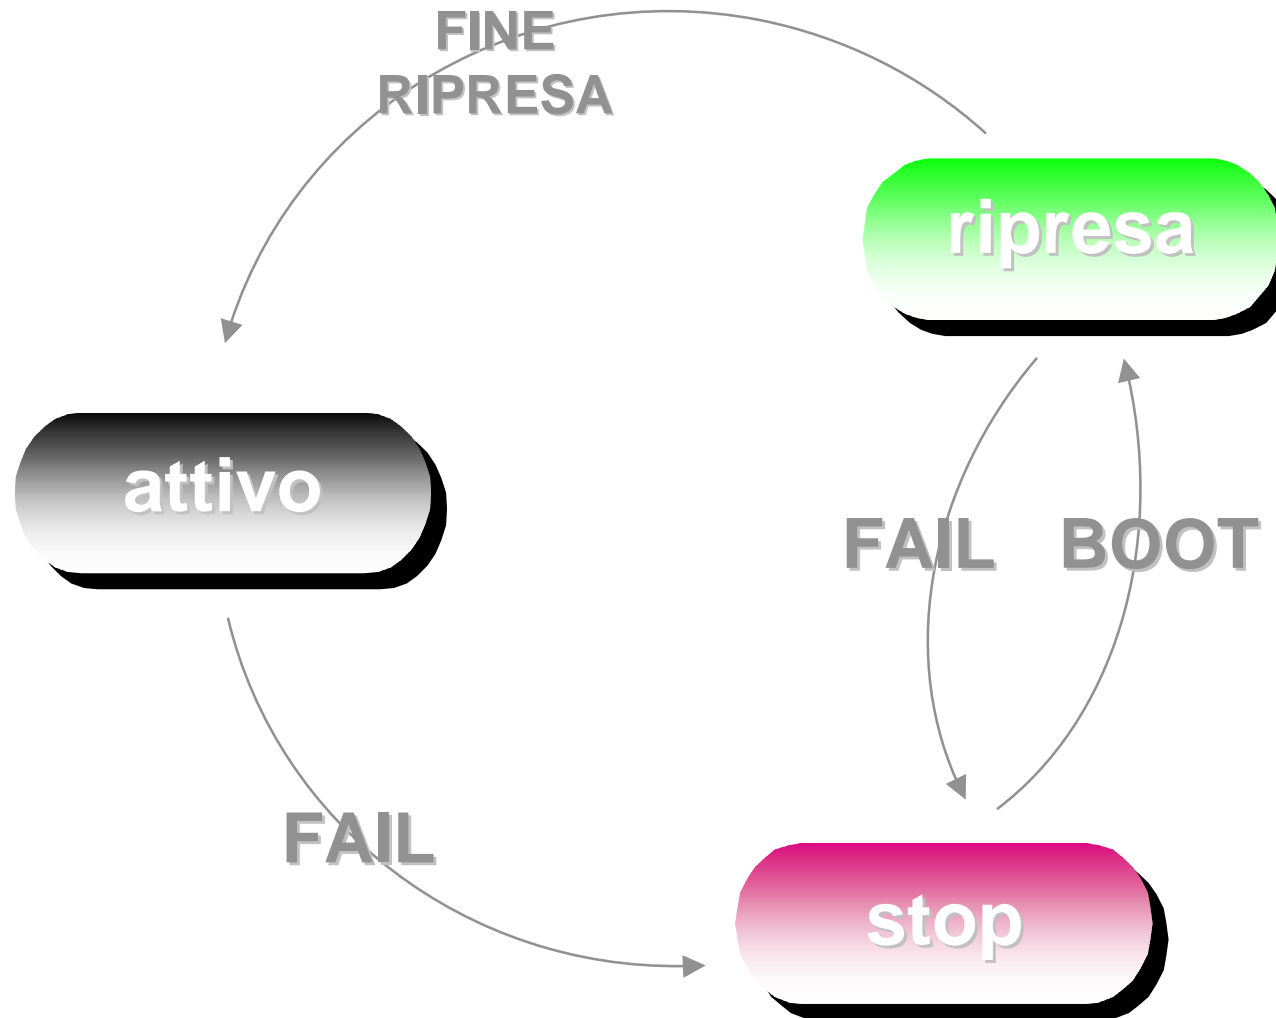 FINE
RIPRESA
ripresa
attivo
FAIL BOOT
FAIL
stop